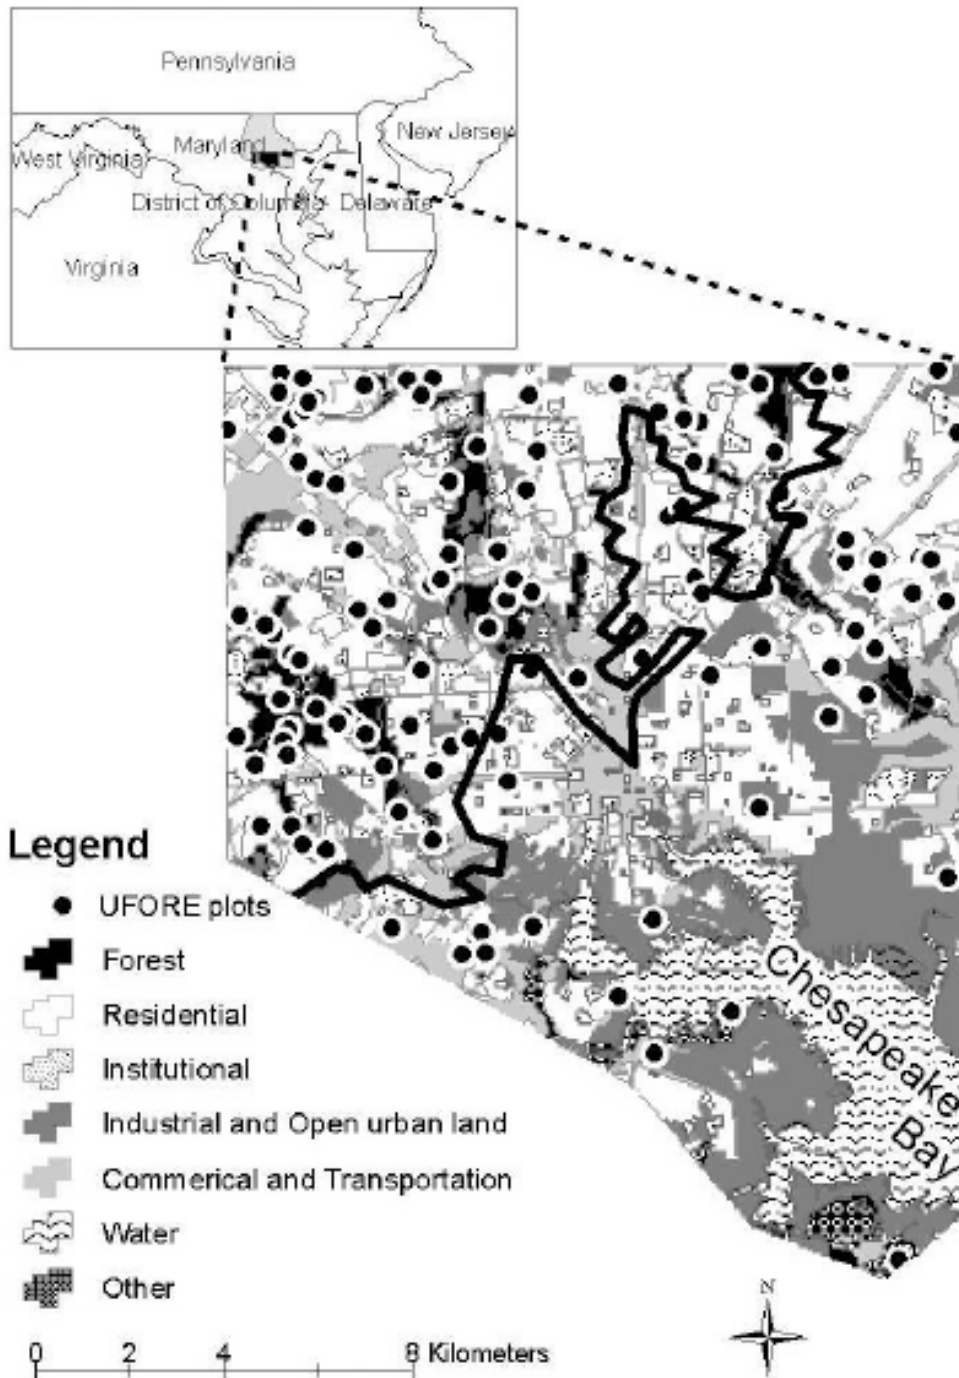 Pennsylvania
New Jersey
Maryland
West Virginia
District of Columbia
Delaware
Virginia
Chesapeake
Bay
Legend
UFORE plots
Forest
Residential
Institutional
Industrial and Open urban land
Commerical and Transportation
Water
Other
N
0 2 4 8 Kilometers